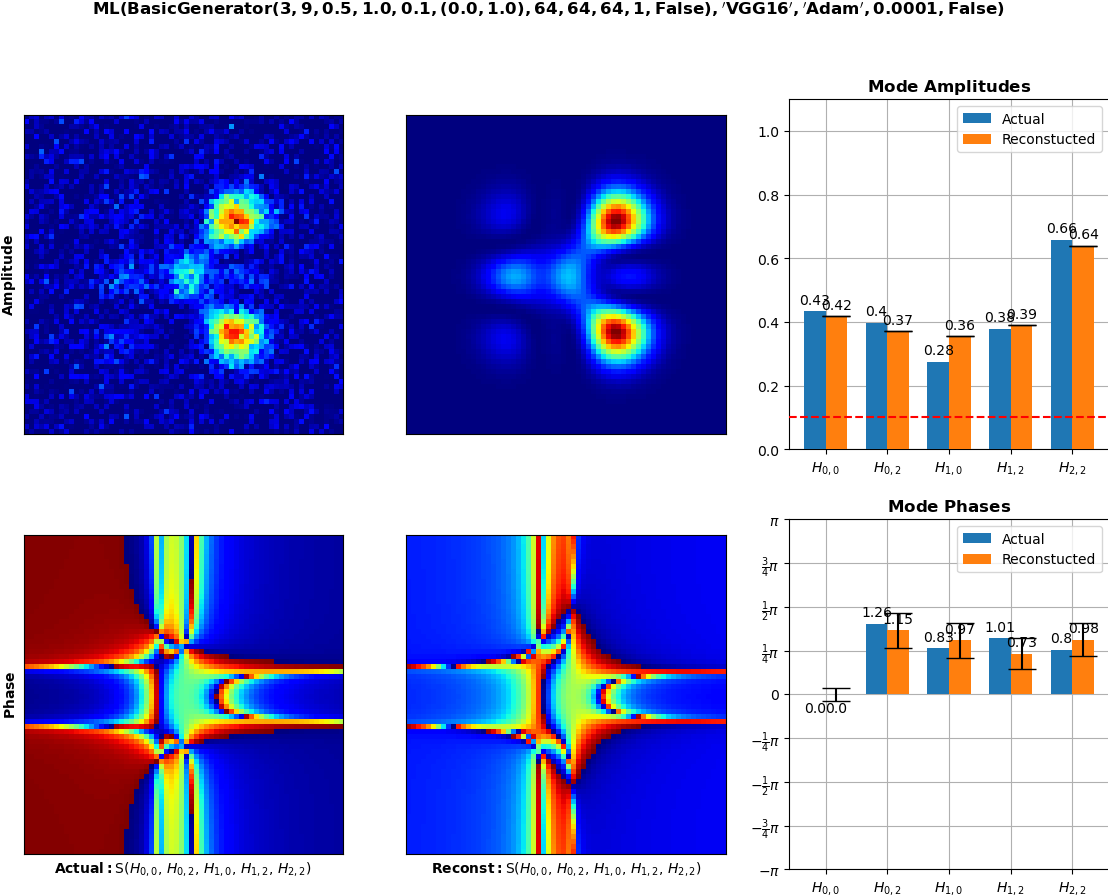 ML(BasicGenerator(3, 9, 0.5, 1.0, 0.1, (0.0, 1.0), 64, 64, 64, 1, False), ′VGG16′, ′Adam′, 0.0001, False)
Amplitude
Mode Amplitudes
Actual
Reconstucted
1.0
0.8
0.6
0.4
0.2
0.0
0.43
0.42
0.4
0.37
0.28
0.36
0.38
0.39
0.66
0.64
H0,0
H0,2
H1,0
H1,2
H2,2
Phase
Actual: S(H0,0, H0,2, H1,0, H1,2, H2,2)
Reconst: S(H0,0, H0,2, H1,0, H1,2, H2,2)
Mode Phases
Actual
Reconstucted
π
3/4π
1/2π
1/4π
0
−1/4π
−1/2π
−3/4π
−π
0.0
0.0
1.26
1.15
0.83
0.97
1.01
0.73
0.8
0.98
H0,0
H0,2
H1,0
H1,2
H2,2